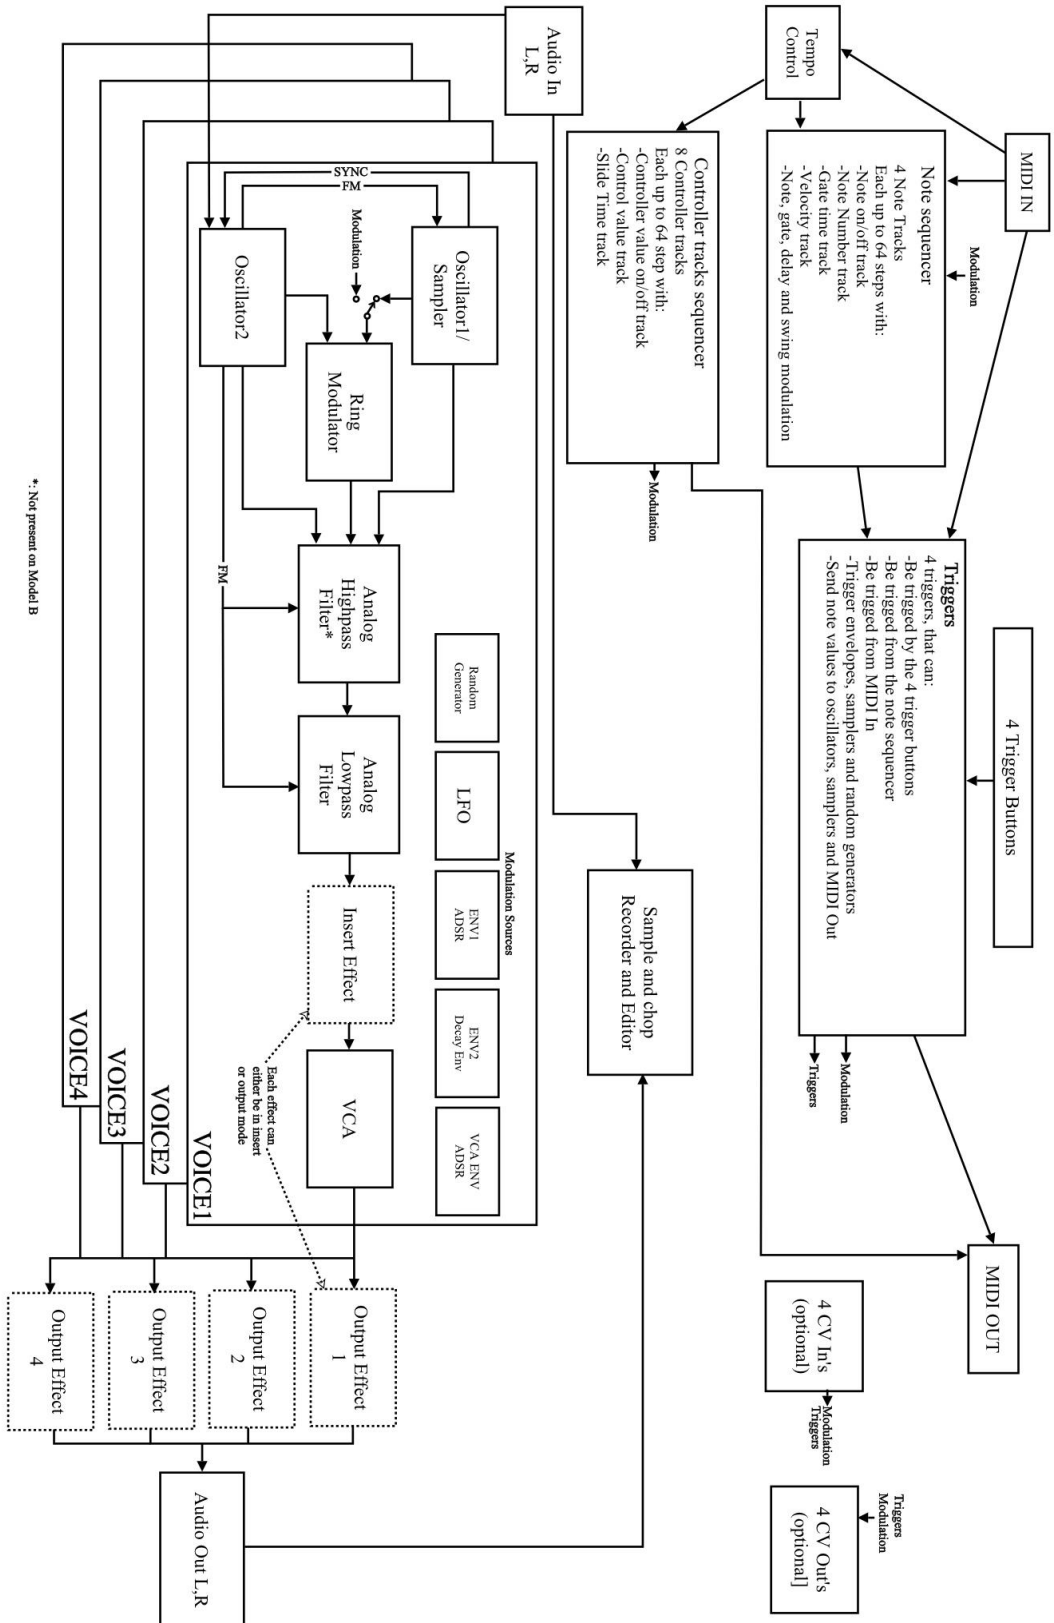 MIDI IN
Tempo
Control
Modulation
Note sequencer
4 Note Tracks
Each up to 64 steps with:
-Note on/off track
-Note Number track
-Gate time track
-Velocity track
-Note, gate, delay and swing modulation
4 Trigger Buttons
Triggers
4 triggers, that can:
-Be trigged by the 4 trigger buttons
-Be trigged from the note sequencer
-Be trigged from MIDI In
-Trigger envelopes, samplers and random generators
-Send note values to oscillators, samplers and MIDI Out
Modulation
Triggers
MIDI OUT
4 CV In's
(optional)
Modulation
Triggers
Triggers
Modulation
4 CV Out's
(optional]
Controller tracks sequencer
8 Controller tracks
Each up to 64 step with:
-Controller value on/off track
-Control value track
-Slide Time track
Modulation
Audio In
L,R
Sample and chop
Recorder and Editor
Modulation Sources
Random
Generator
LFO
ENV1
ADSR
ENV2
Decay Env
VCA ENV
ADSR
Oscillator1/
Sampler
SYNC
FM
Modulation
Ring
Modulator
Oscillator2
FM
Analog
Highpass
Filter*
Analog
Lowpass
Filter
Insert Effect
VCA
Each effect can
either be in insert
or output mode
VOICE1
VOICE2
VOICE3
VOICE4
Output Effect
1
Output Effect
2
Output Effect
3
Output Effect
4
Audio Out L,R
*: Not present on Model B